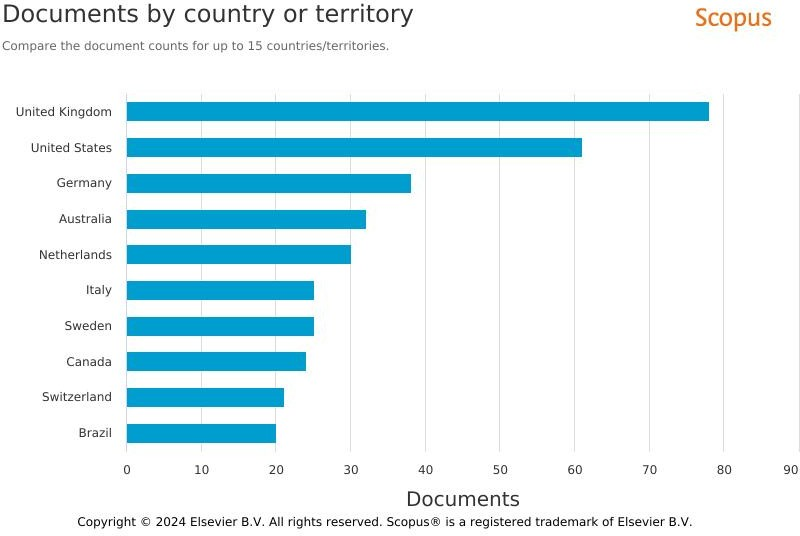 Documents by country or territory
Scopus
Compare the document counts for up to 15 countries/territories.
United Kingdom
United States
Germany
Australia
Netherlands
Italy
Sweden
Canada
Switzerland
Brazil
0 10 20 30 40 50 60 70 80 90
Documents
Copyright © 2024 Elsevier B.V. All rights reserved. Scopus® is a registered trademark of Elsevier B.V.